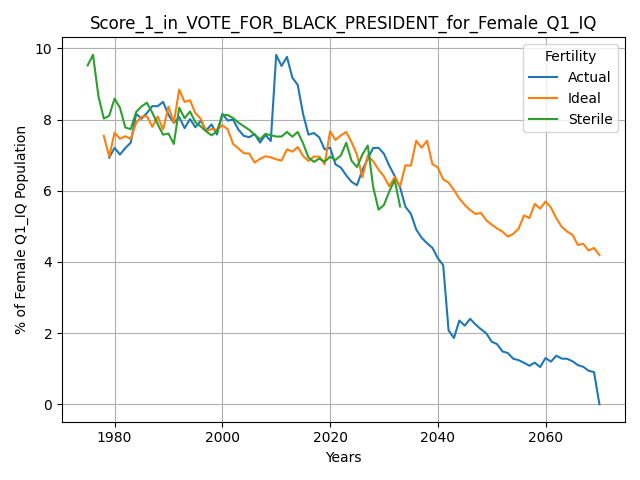 Score_1_in_VOTE_FOR_BLACK_PRESIDENT_for_Female_Q1_IQ
Fertility
Actual
Ideal
Sterile
% of Female Q1_IQ Population
10
8
6
4
2
0
1980
2000
2020
2040
2060
Years